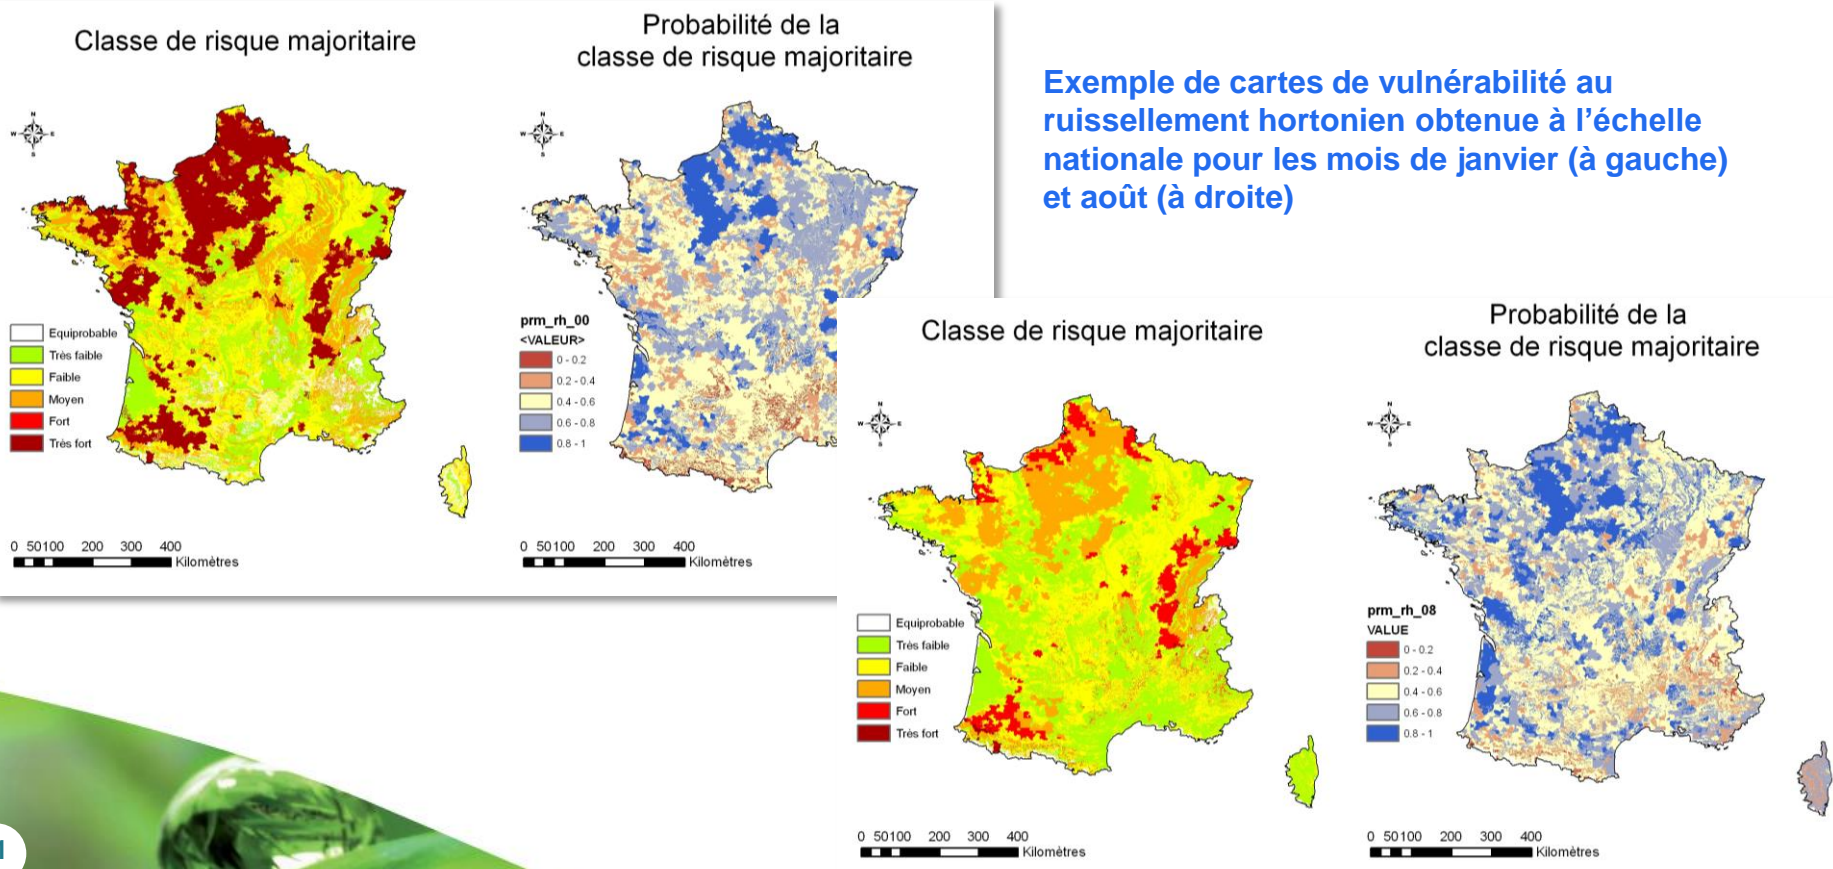 Classe de risque majoritaire
Probabilité de la
classe de risque majoritaire
Exemple de cartes de vulnérabilité au
ruissellement hortonien obtenue à l'échelle
nationale pour les mois de janvier (à gauche)
et août (à droite)
N
W E
S
N
W E
S
Equiprobable
Très faible
Faible
Moyen
Fort
Très fort
prm_rh_00
<VALEUR>
0 - 0.2
0.2 - 0.4
0.4 - 0.6
0.6 - 0.8
0.8 - 1
0 50100 200 300 400
Kilomètres
0 50100 200 300 400
Kilomètres
Classe de risque majoritaire
Probabilité de la
classe de risque majoritaire
N
W E
S
N
W E
S
Equiprobable
Très faible
Faible
Moyen
Fort
Très fort
prm_rh_08
VALUE
0 - 0.2
0.2 - 0.4
0.4 - 0.6
0.6 - 0.8
0.8 - 1
0 50100 200 300 400
Kilomètres
0 50100 200 300 400
Kilomètres